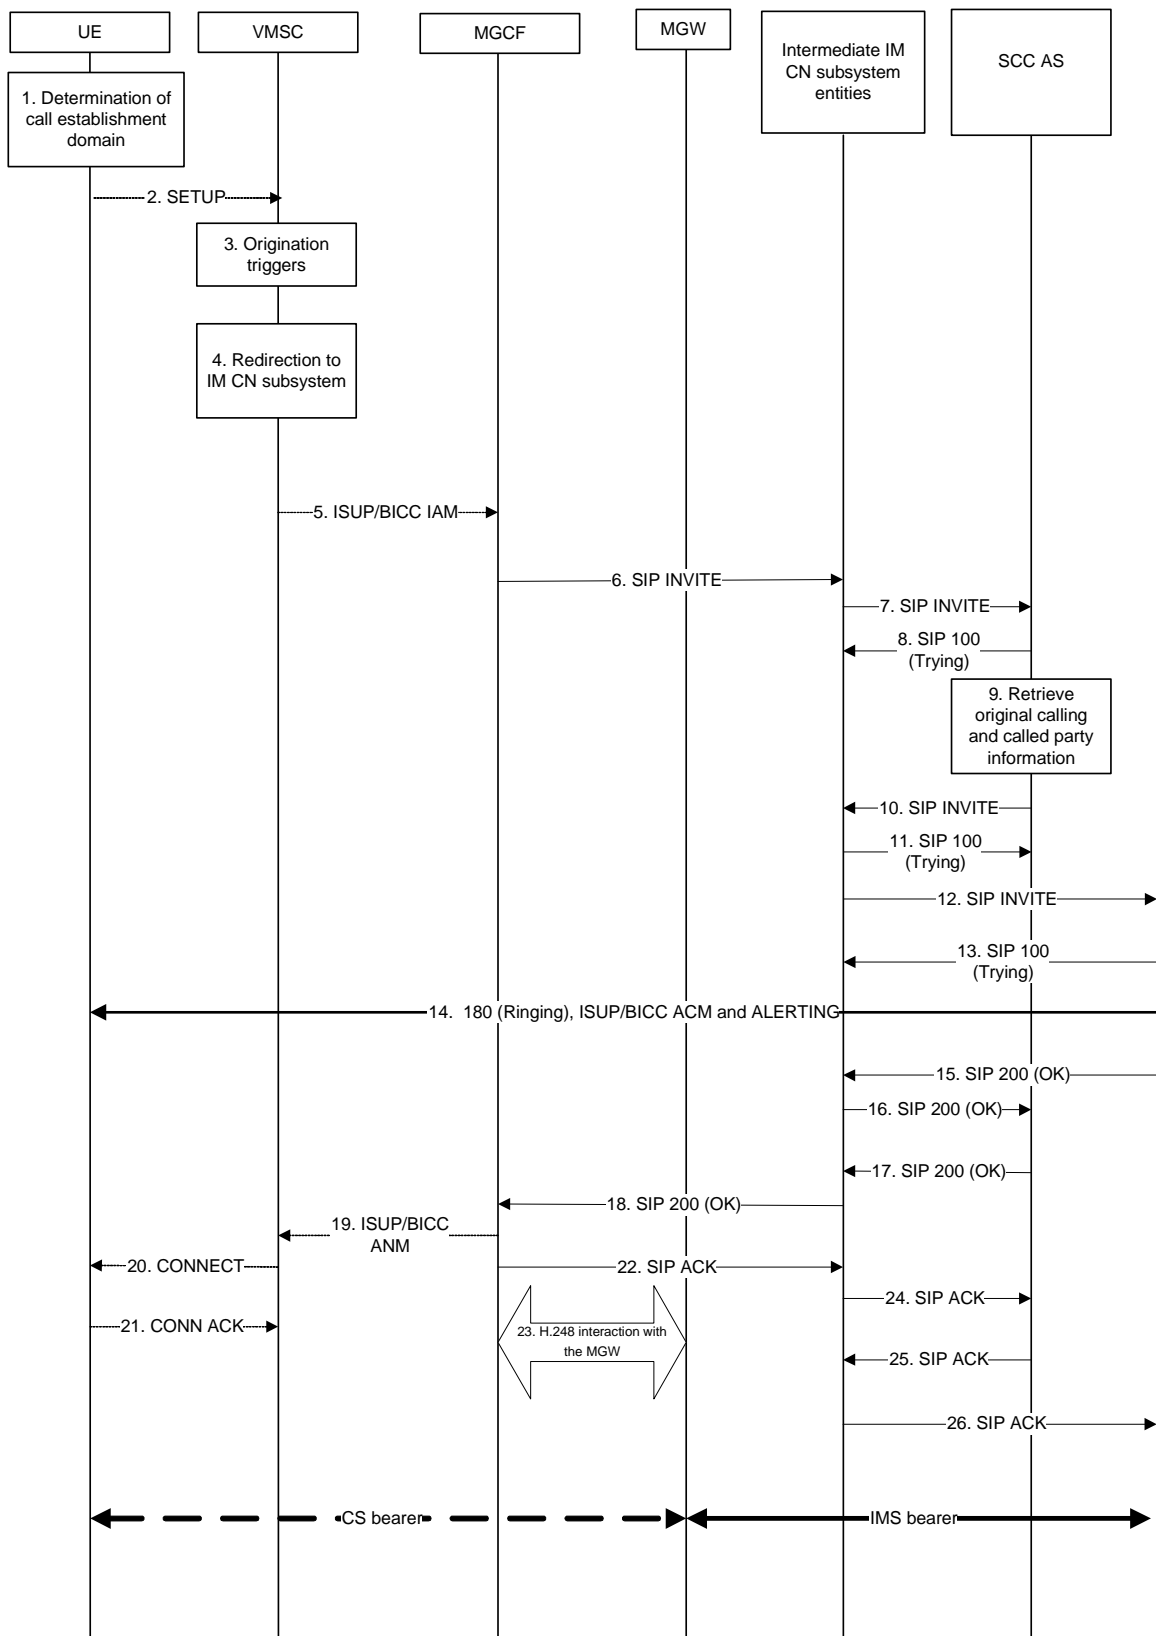 UE
VMSC
MGCF
MGW
Intermediate IM
CN subsystem
entities
SCC AS
1. Determination of
call establishment
domain
2. SETUP
3. Origination
triggers
4. Redirection to
IM CN subsystem
5. ISUP/BICC IAM
6. SIP INVITE
7. SIP INVITE
8. SIP 100
(Trying)
9. Retrieve
original calling
and called party
information
10. SIP INVITE
11. SIP 100
(Trying)
12. SIP INVITE
13. SIP 100
(Trying)
14. 180 (Ringing), ISUP/BICC ACM and ALERTING
15. SIP 200 (OK)
16. SIP 200 (OK)
17. SIP 200 (OK)
18. SIP 200 (OK)
19. ISUP/BICC
ANM
20. CONNECT
22. SIP ACK
24. SIP ACK
21. CONN ACK
23. H.248 interaction with
the MGW
25. SIP ACK
26. SIP ACK
CS bearer
IMS bearer